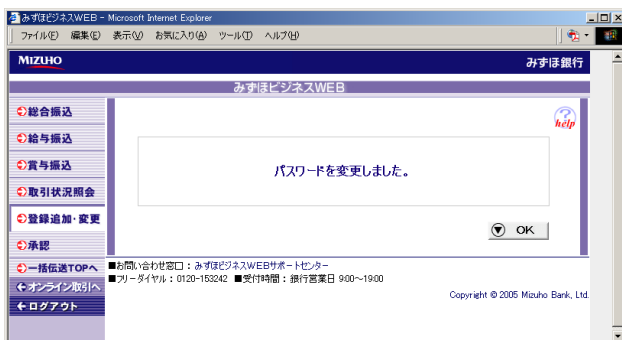 みずほビジネスWEB - Microsoft Internet Explorer
ファイル(F) 編集(E) 表示(V) お気に入り(A) ツール(T) ヘルプ(H)
MIZUHO みずほ銀行
みずほビジネスWEB
総合振込
help
給与振込
賞与振込
パスワードを変更しました。
取引状況照会
登録追加・変更
OK
承認
一括伝送TOPへ
■お問い合わせ窓口：みずほビジネスWEBサポートセンター
■フリーダイヤル：0120-153242 ■受付時間：銀行営業日 9:00～19:00
オンライン取引へ
Copyright © 2005 Mizuho Bank, Ltd.
ログアウト